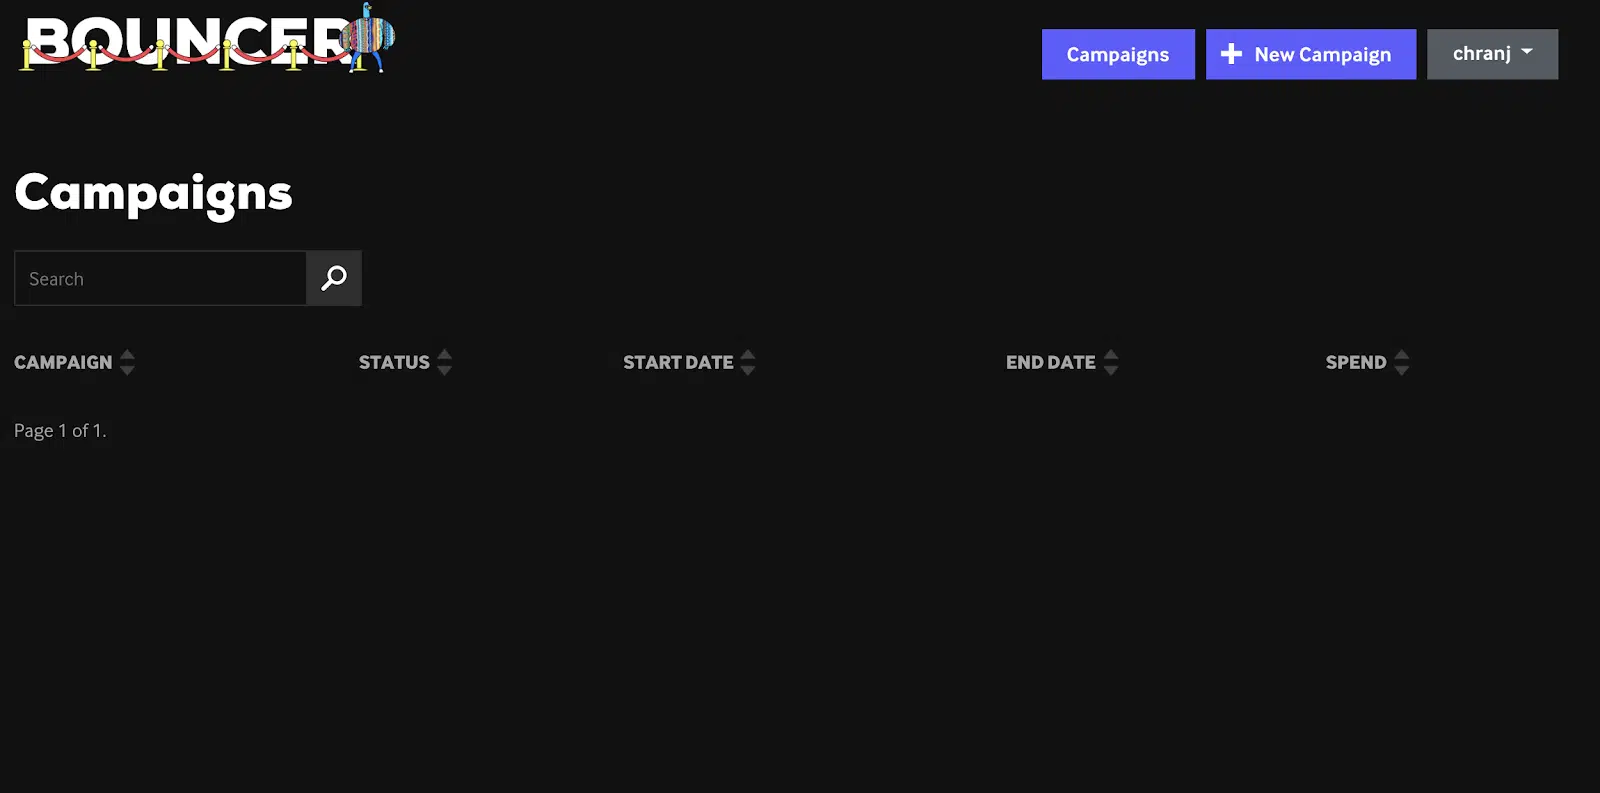 BOUNCER
Campaigns
New Campaign
chranj
Campaigns
Search
CAMPAIGN STATUS START DATE END DATE SPEND
Page 1 of 1.